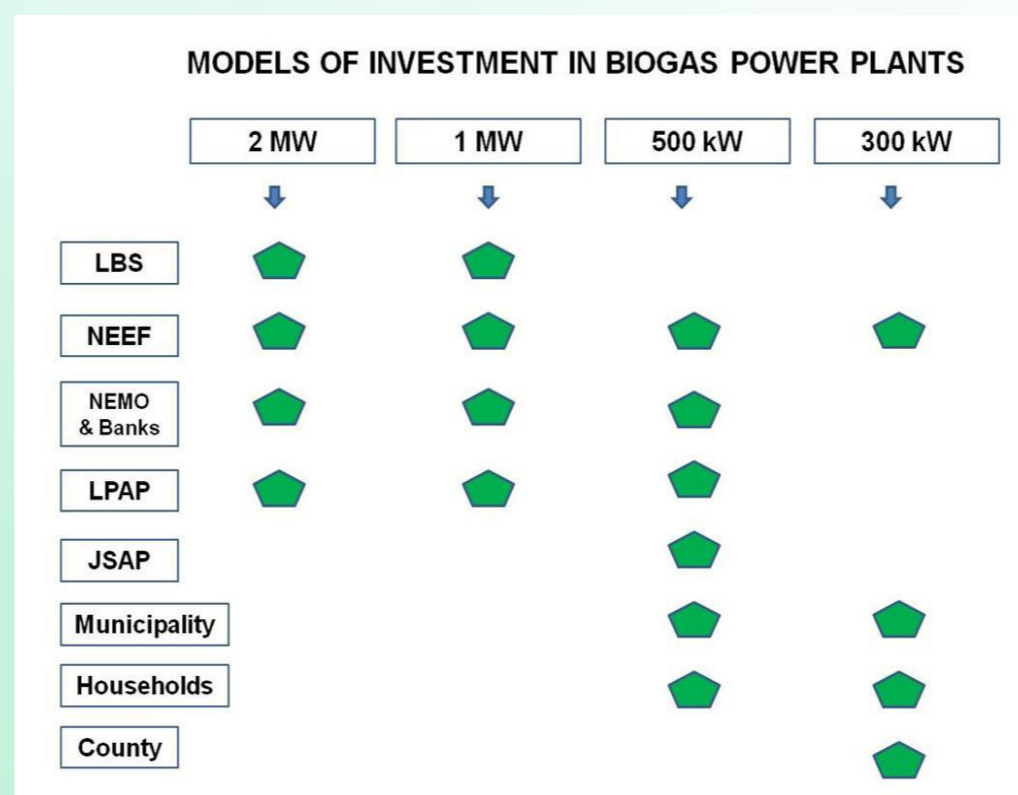 MODELS OF INVESTMENT IN BIOGAS POWER PLANTS
2 MW
1 MW
500 kW
300 kW
LBS
NEEF
NEMO
& Banks
LPAP
JSAP
Municipality
Households
County